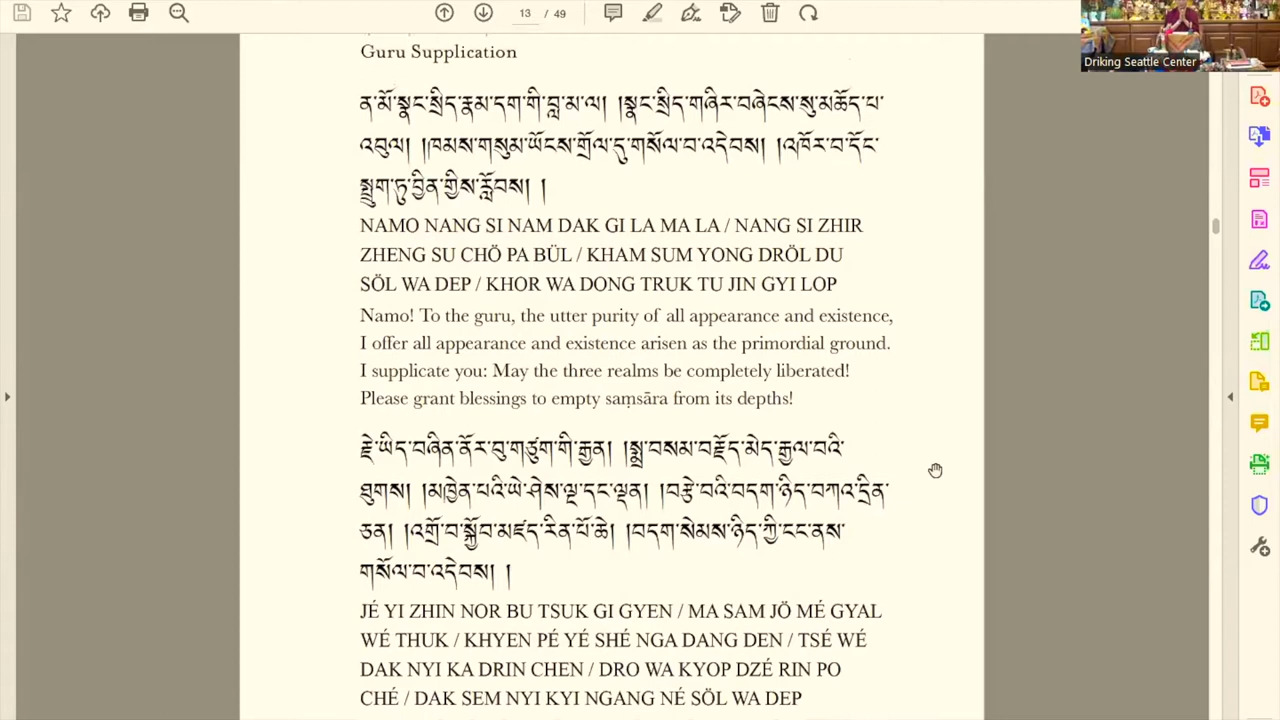 13 / 49
Driking Seattle Center
Guru Supplication
ན་མོ་སྣང་སྲིད་རྣམ་དག་གི་བླ་མ་ལ། །སྣང་སྲིད་གཞིར་བཞེངས་སུ་མཆོད་པ་
འབུལ། །ཁམས་གསུམ་ཡོངས་གྲོལ་དུ་གསོལ་བ་འདེབས། །འཁོར་བ་དོང་
སྤྲུག་ཏུ་བྱིན་གྱིས་རློབས། །
NAMO NANG SI NAM DAK GI LA MA LA / NANG SI ZHIR
ZHENG SU CHÖ PA BÜL / KHAM SUM YONG DRÖL DU
SÖL WA DEP / KHOR WA DONG TRUK TU JIN GYI LOP
Namo! To the guru, the utter purity of all appearance and existence,
I offer all appearance and existence arisen as the primordial ground.
I supplicate you: May the three realms be completely liberated!
Please grant blessings to empty saṃsāra from its depths!
རྗེ་ཡིད་བཞིན་ནོར་བུ་གཙུག་གི་རྒྱན། །སྨྲ་བསམ་བརྗོད་མེད་རྒྱལ་བའི་
ཐུགས། །མཁྱེན་པའི་ཡེ་ཤེས་ལྔ་དང་ལྡན། །བརྩེ་བའི་བདག་ཉིད་བཀའ་དྲིན་
ཅན། །འགྲོ་བ་སྐྱོབ་མཛད་རིན་པོ་ཆེ། །བདག་སེམས་ཉིད་ཀྱི་ངང་ནས་
གསོལ་བ་འདེབས། །
JÉ YI ZHIN NOR BU TSUK GI GYEN / MA SAM JÖ MÉ GYAL
WÉ THUK / KHYEN PÉ YÉ SHÉ NGA DANG DEN / TSÉ WÉ
DAK NYI KA DRIN CHEN / DRO WA KYOP DZÉ RIN PO
CHÉ / DAK SEM NYI KYI NGANG NÉ SÖL WA DEP